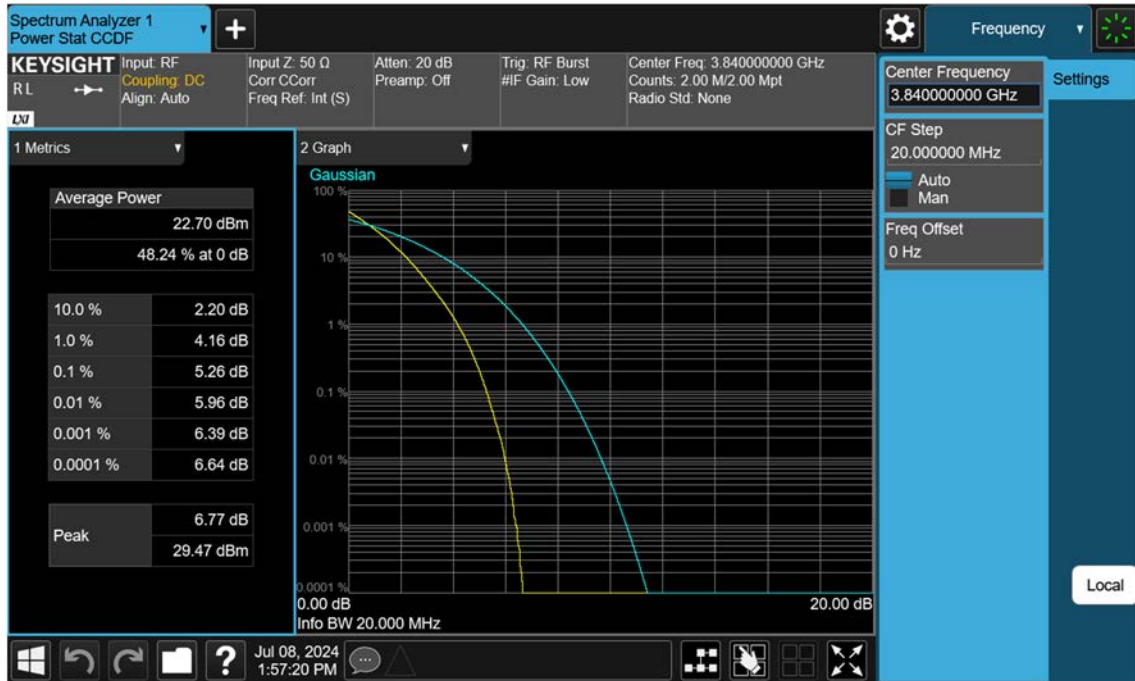 Spectrum Analyzer 1
Power Stat CCDF
Frequency
KEYSIGHT
R L
LXI
Input: RF
Coupling: DC
Align: Auto
Input Z: 50 Ω
Corr CCorr
Freq Ref: Int (S)
Atten: 20 dB
Preamp: Off
Trig: RF Burst
#IF Gain: Low
Center Freq: 3.840000000 GHz
Counts: 2.00 M/2.00 Mpt
Radio Std: None
Center Frequency
3.840000000 GHz
Settings
CF Step
20.000000 MHz
Auto
Man
Freq Offset
0 Hz
Local
1 Metrics
Average Power
22.70 dBm
48.24 % at 0 dB
10.0 % 2.20 dB
1.0 % 4.16 dB
0.1 % 5.26 dB
0.01 % 5.96 dB
0.001 % 6.39 dB
0.0001 % 6.64 dB
Peak
6.77 dB
29.47 dBm
2 Graph
Gaussian
100 %
10 %
1 %
0.1 %
0.01 %
0.001 %
0.0001 %
0.00 dB 20.00 dB
Info BW 20.000 MHz
?
Jul 08, 2024
1:57:20 PM